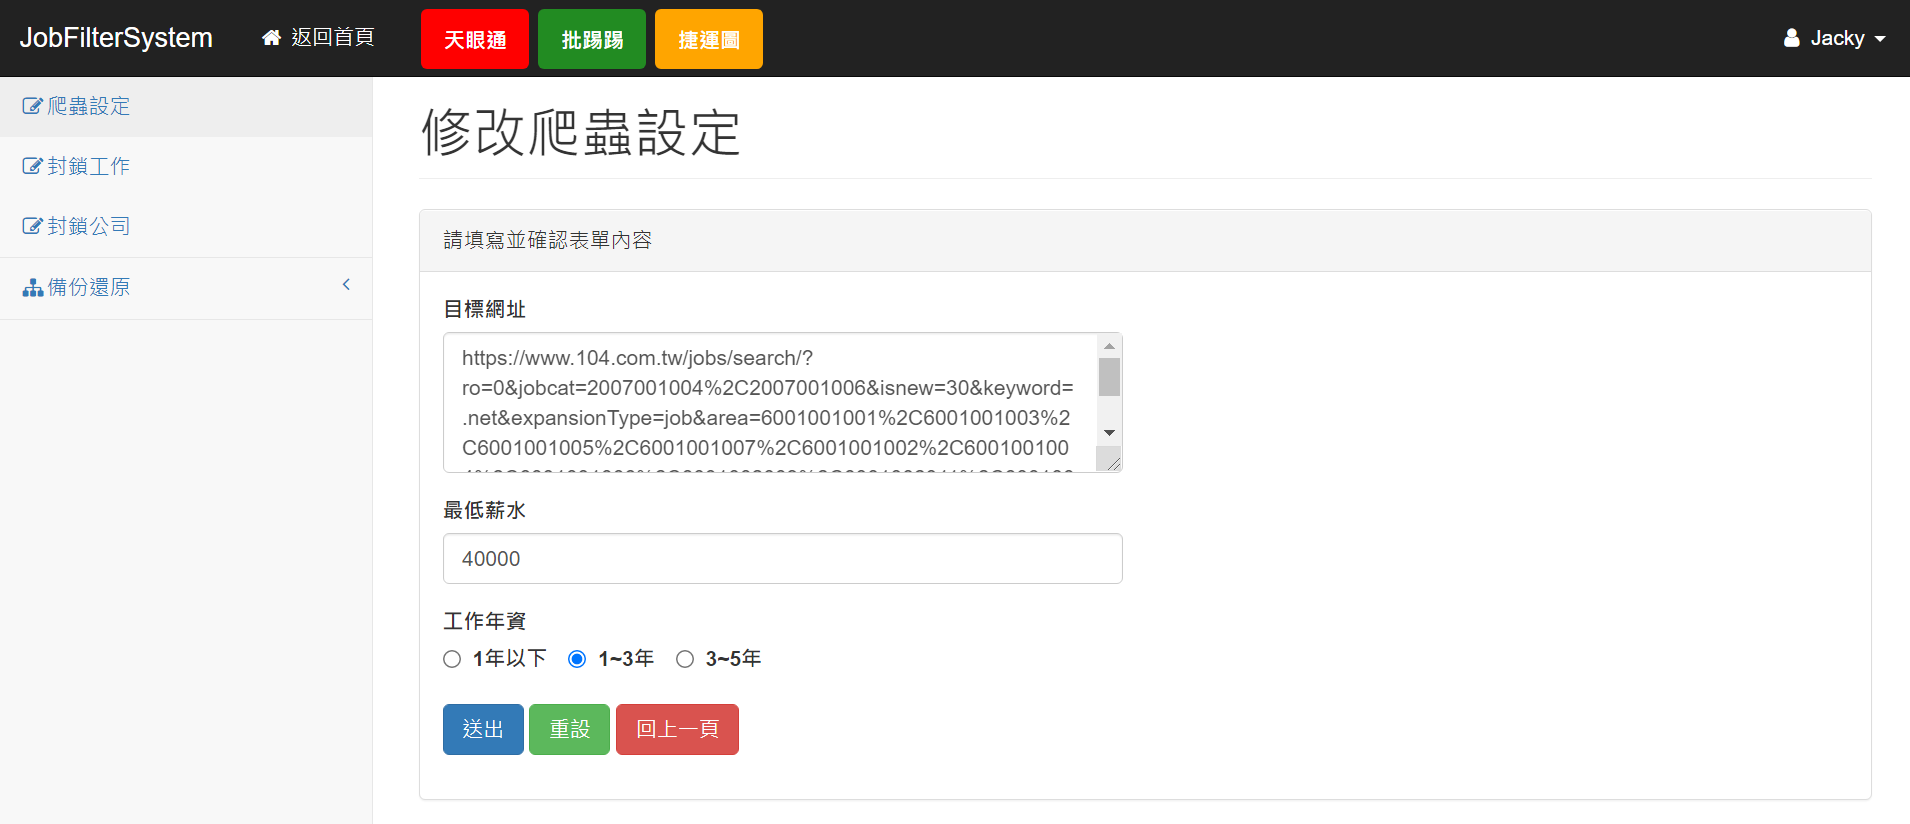 JobFilterSystem 返回首頁 天眼通 批踢踢 捷運圖 Jacky
爬蟲設定
封鎖工作
封鎖公司
備份還原
修改爬蟲設定
請填寫並確認表單內容
目標網址
https://www.104.com.tw/jobs/search/?
ro=0&jobcat=2007001004%2C2007001006&isnew=30&keyword=
.net&expansionType=job&area=6001001001%2C6001001003%2
C6001001005%2C6001001007%2C6001001002%2C600100100
最低薪水
40000
工作年資
1年以下 1~3年 3~5年
送出 重設 回上一頁